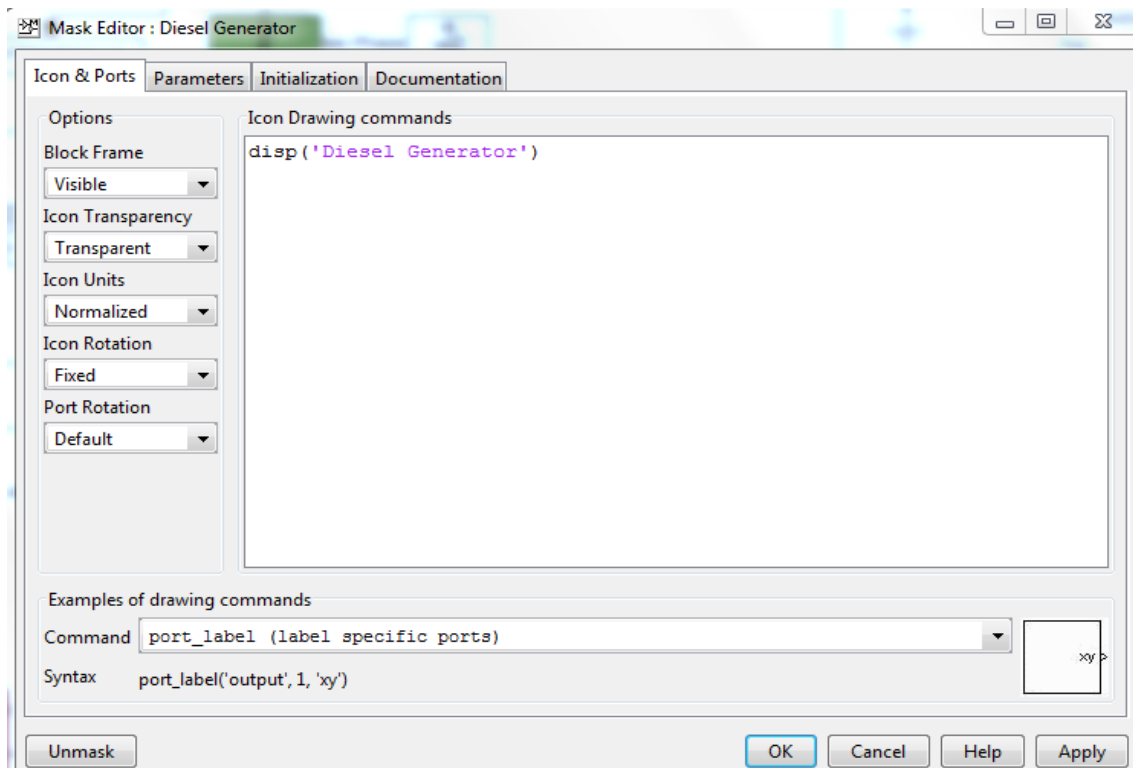 Mask Editor : Diesel Generator
Icon & Ports Parameters Initialization Documentation
Options
Block Frame
Visible
Icon Transparency
Transparent
Icon Units
Normalized
Icon Rotation
Fixed
Port Rotation
Default
Icon Drawing commands
disp('Diesel Generator')
Examples of drawing commands
Command port_label (label specific ports)
Syntax port_label('output', 1, 'xy')
xy
Unmask OK Cancel Help Apply